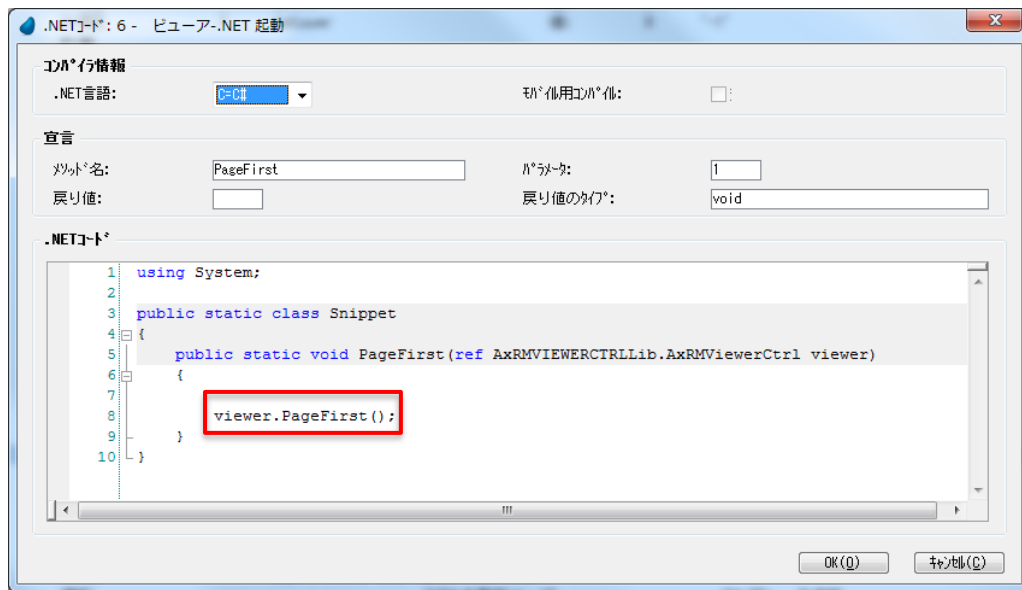 .NETｺｰﾄﾞ: 6 - ビューア-.NET 起動
ｺﾝﾊﾟｲﾗ情報
.NET言語: C=C# ﾓﾊﾞｲﾙ用ｺﾝﾊﾟｲﾙ:
宣言
ﾒｿｯﾄﾞ名: PageFirst ﾊﾟﾗﾒｰﾀ: 1
戻り値: 戻り値のﾀｲﾌﾟ: void
.NETｺｰﾄﾞ
1 using System;
2
3 public static class Snippet
4 {
5 public static void PageFirst(ref AxRMVIEWERCTRLLib.AxRMViewerCtrl viewer)
6 {
7
8 viewer.PageFirst();
9 }
10 }
OK(O) ｷｬﾝｾﾙ(C)